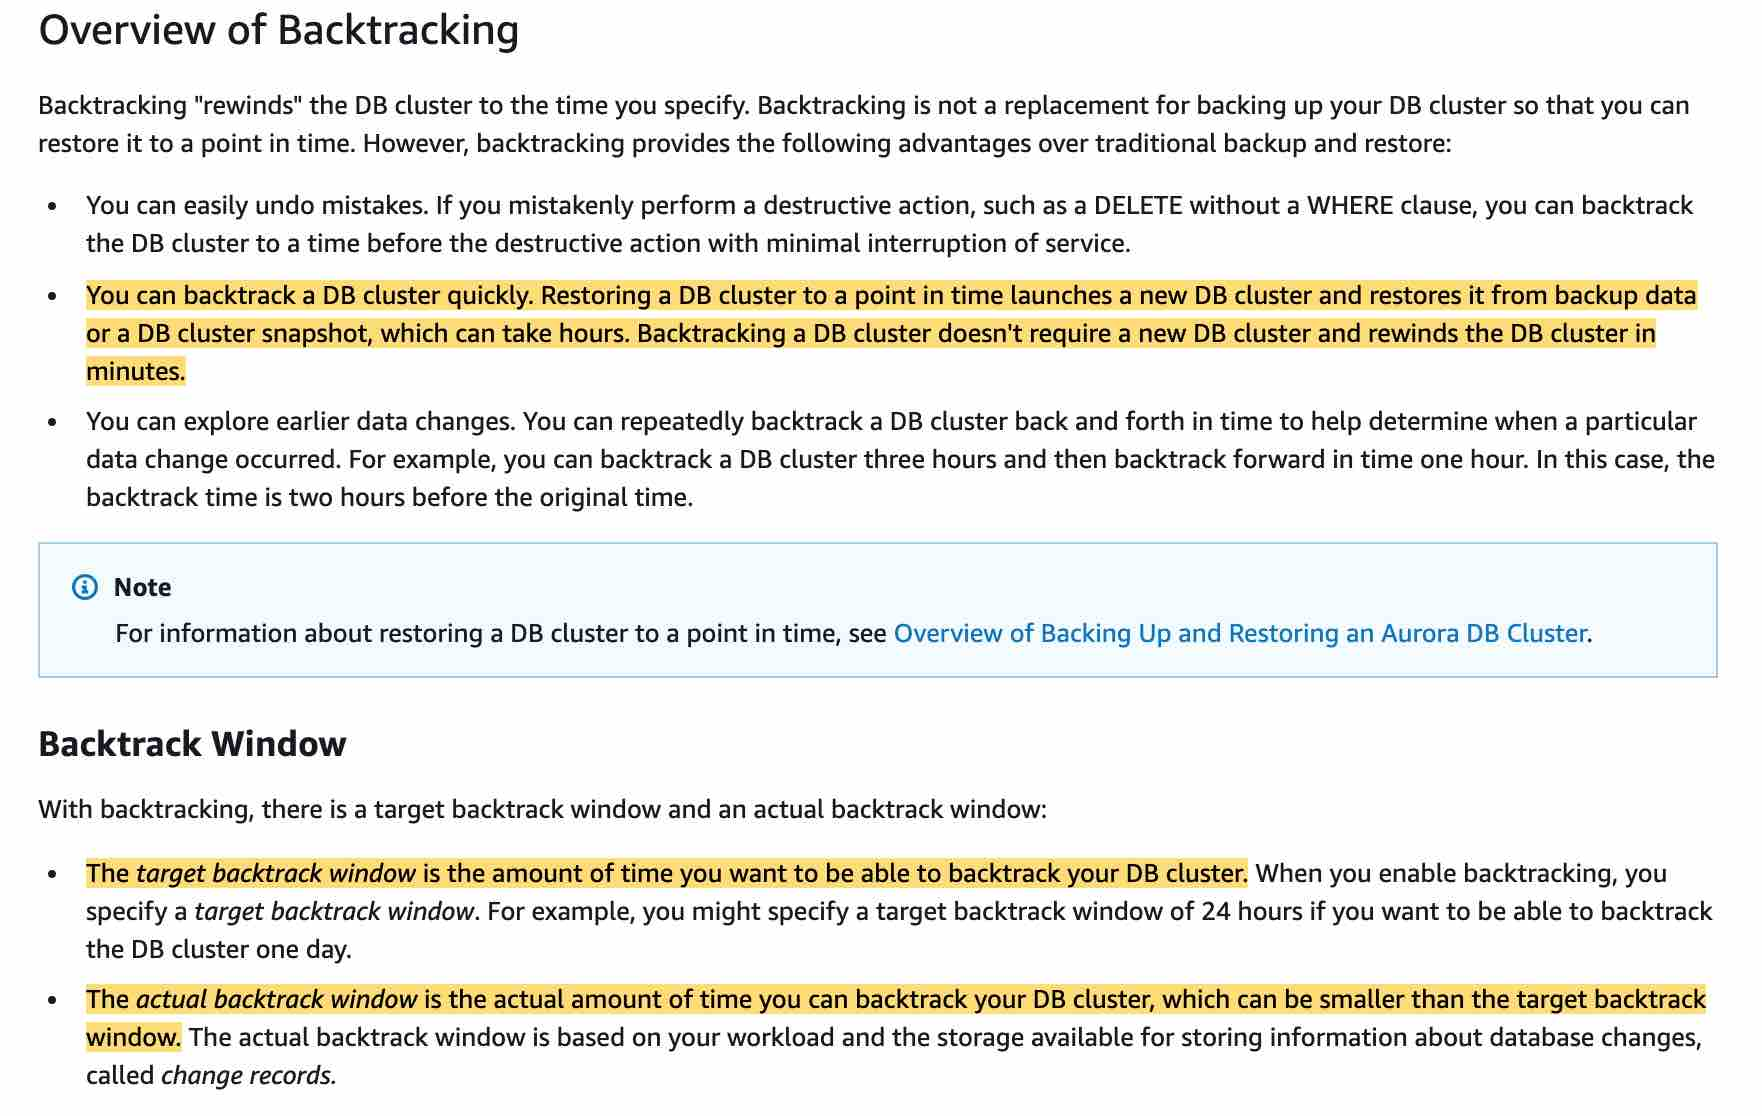 Overview of Backtracking
Backtracking "rewinds" the DB cluster to the time you specify. Backtracking is not a replacement for backing up your DB cluster so that you can
restore it to a point in time. However, backtracking provides the following advantages over traditional backup and restore:
• You can easily undo mistakes. If you mistakenly perform a destructive action, such as a DELETE without a WHERE clause, you can backtrack
the DB cluster to a time before the destructive action with minimal interruption of service.
• You can backtrack a DB cluster quickly. Restoring a DB cluster to a point in time launches a new DB cluster and restores it from backup data
or a DB cluster snapshot, which can take hours. Backtracking a DB cluster doesn't require a new DB cluster and rewinds the DB cluster in
minutes.
• You can explore earlier data changes. You can repeatedly backtrack a DB cluster back and forth in time to help determine when a particular
data change occurred. For example, you can backtrack a DB cluster three hours and then backtrack forward in time one hour. In this case, the
backtrack time is two hours before the original time.
Note
For information about restoring a DB cluster to a point in time, see Overview of Backing Up and Restoring an Aurora DB Cluster.
Backtrack Window
With backtracking, there is a target backtrack window and an actual backtrack window:
• The target backtrack window is the amount of time you want to be able to backtrack your DB cluster. When you enable backtracking, you
specify a target backtrack window. For example, you might specify a target backtrack window of 24 hours if you want to be able to backtrack
the DB cluster one day.
• The actual backtrack window is the actual amount of time you can backtrack your DB cluster, which can be smaller than the target backtrack
window. The actual backtrack window is based on your workload and the storage available for storing information about database changes,
called change records.